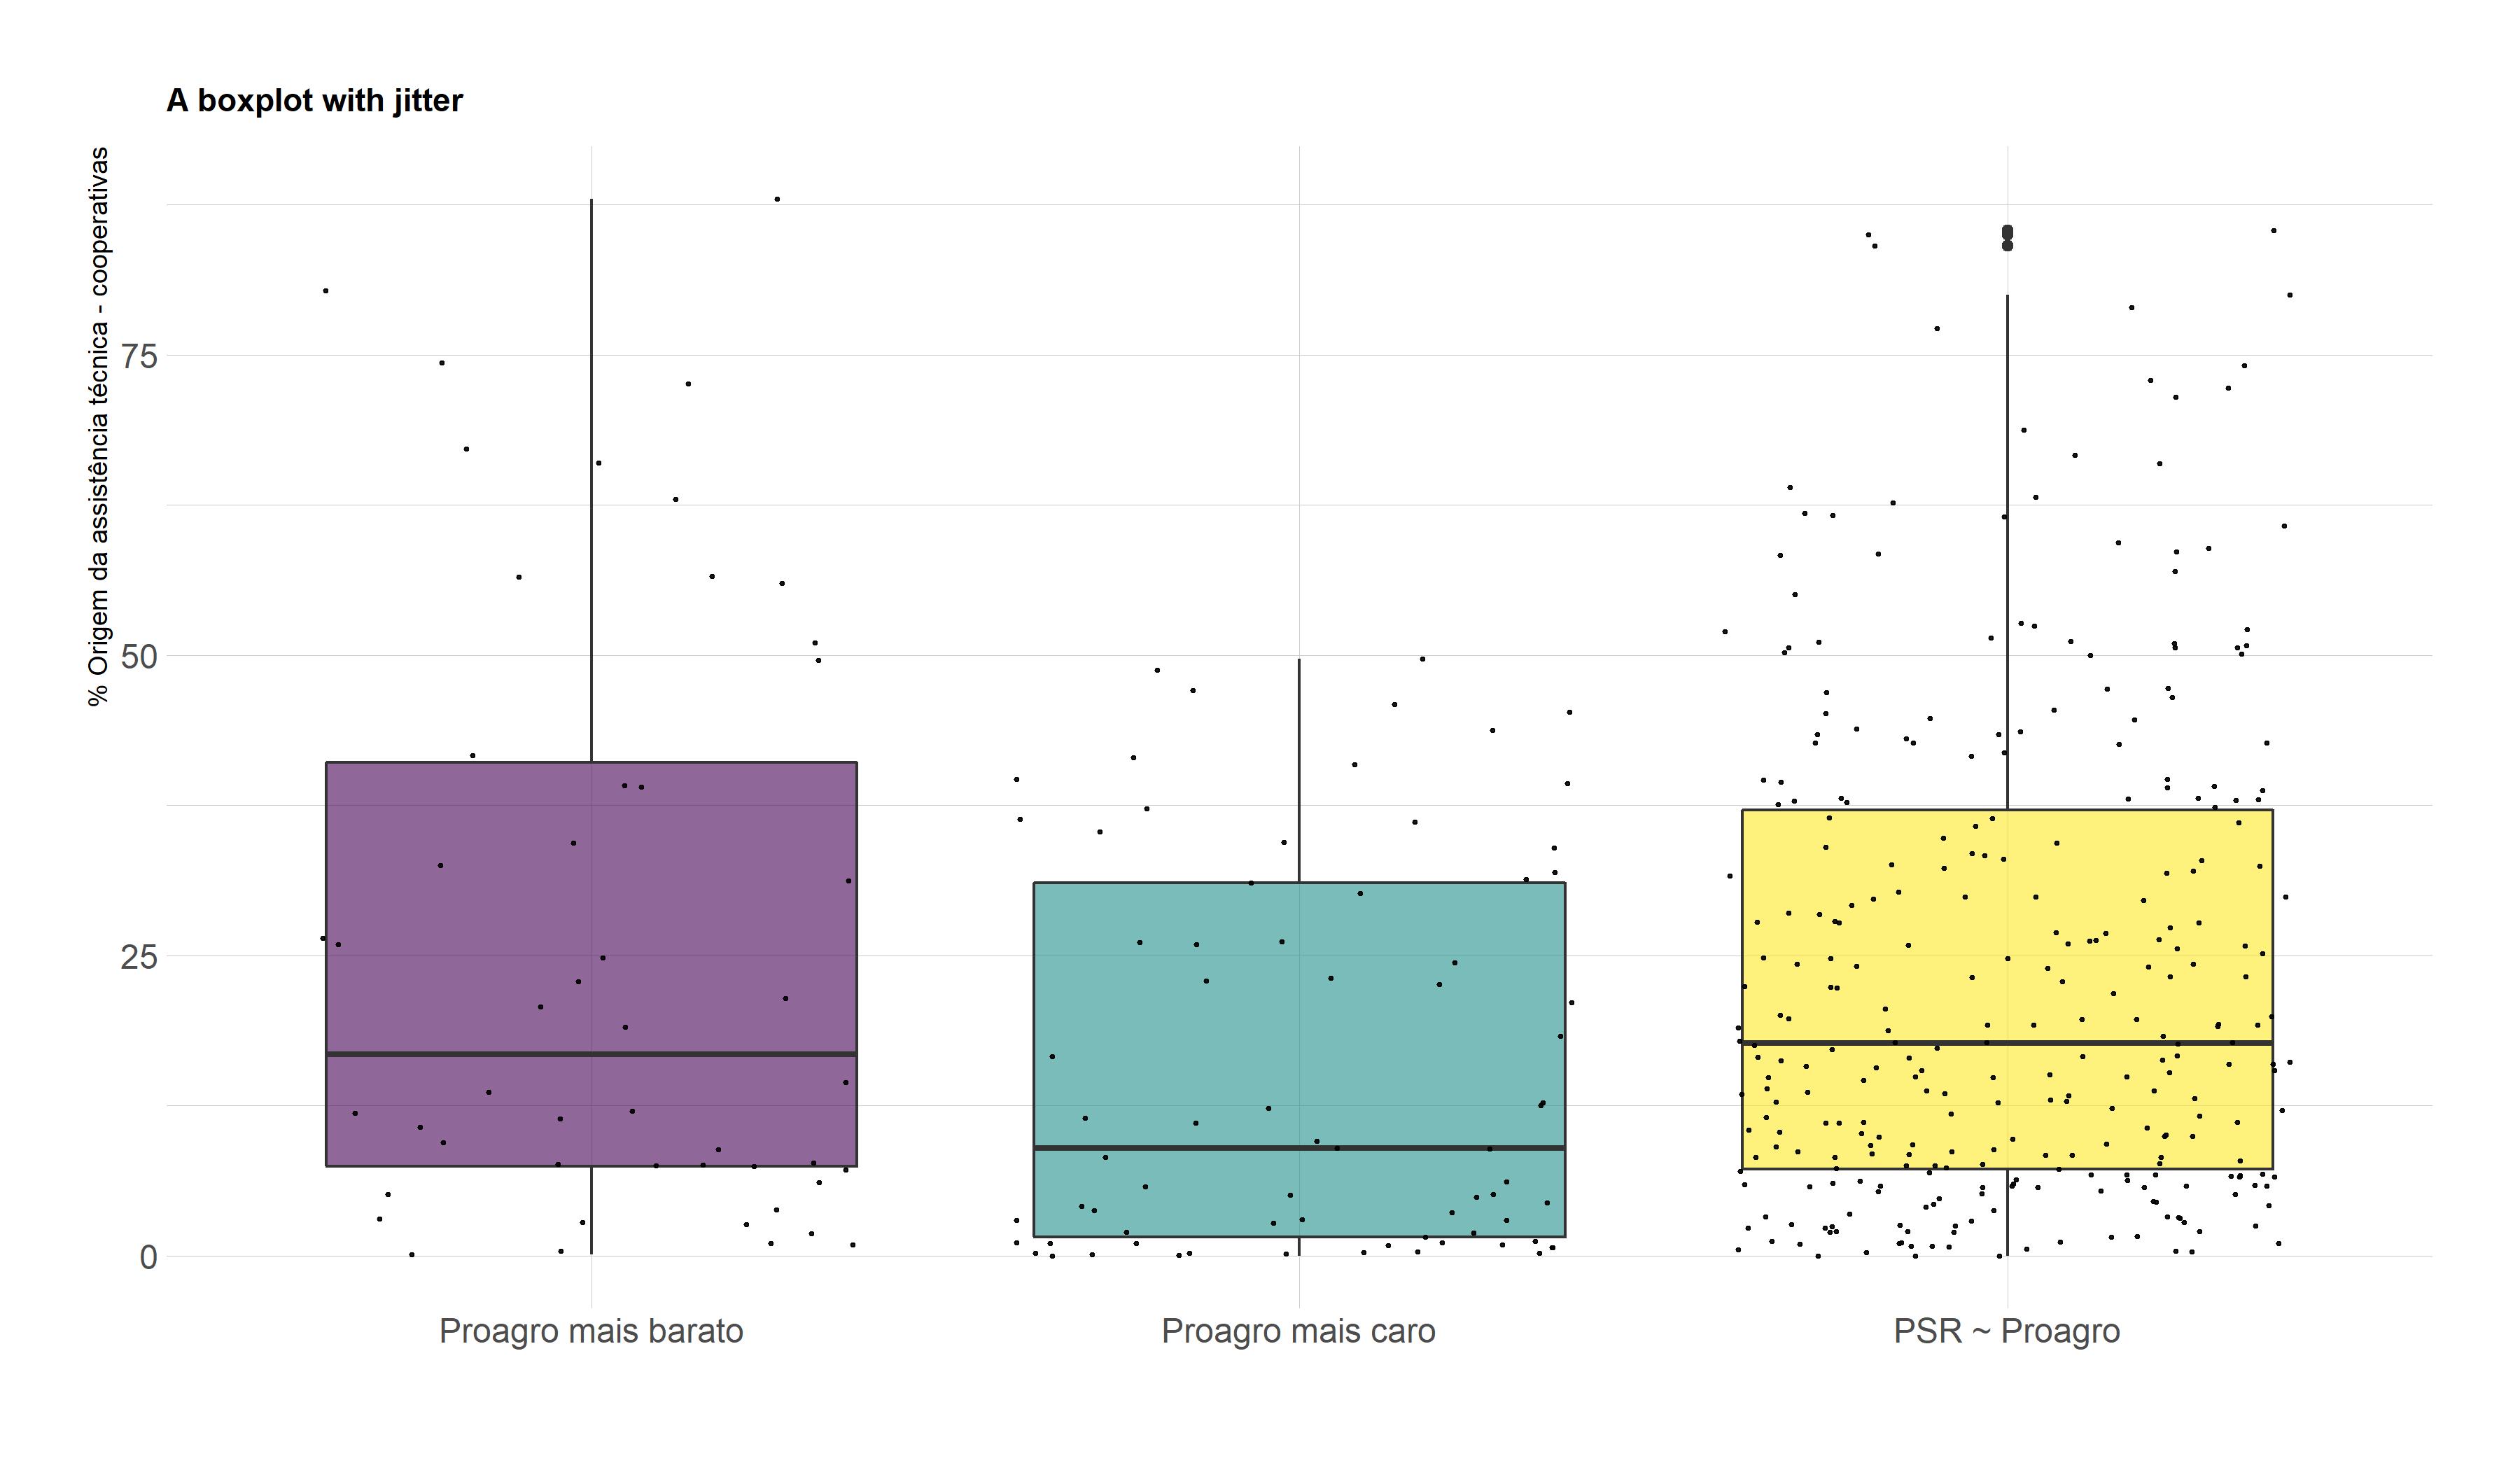 A boxplot with jitter
% Origem da assistência técnica - cooperativas
75
50
25
0
Proagro mais barato
Proagro mais caro
PSR ~ Proagro